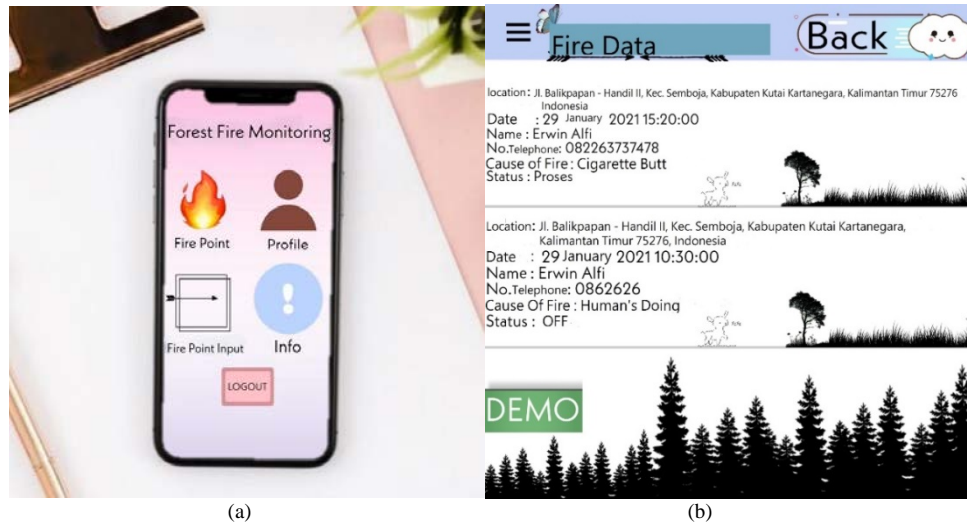 Forest Fire Monitoring
Fire Point
Profile
Fire Point Input
Info
LOGOUT
(a)
Fire Data
Back
location: Jl. Balikpapan - Handil II, Kec. Semboja, Kabupaten Kutai Kartanegara, Kalimantan Timur 75276
Indonesia
Date : 29 January 2021 15:20:00
Name : Erwin Alfi
No.Telephone: 082263737478
Cause of Fire : Cigarette Butt
Status : Proses
Location: Jl. Balikpapan - Handil II, Kec. Semboja, Kabupaten Kutai Kartanegara,
Kalimantan Timur 75276, Indonesia
Date : 29 January 2021 10:30:00
Name : Erwin Alfi
No.Telephone: 0862626
Cause Of Fire : Human's Doing
Status : OFF
DEMO
(b)